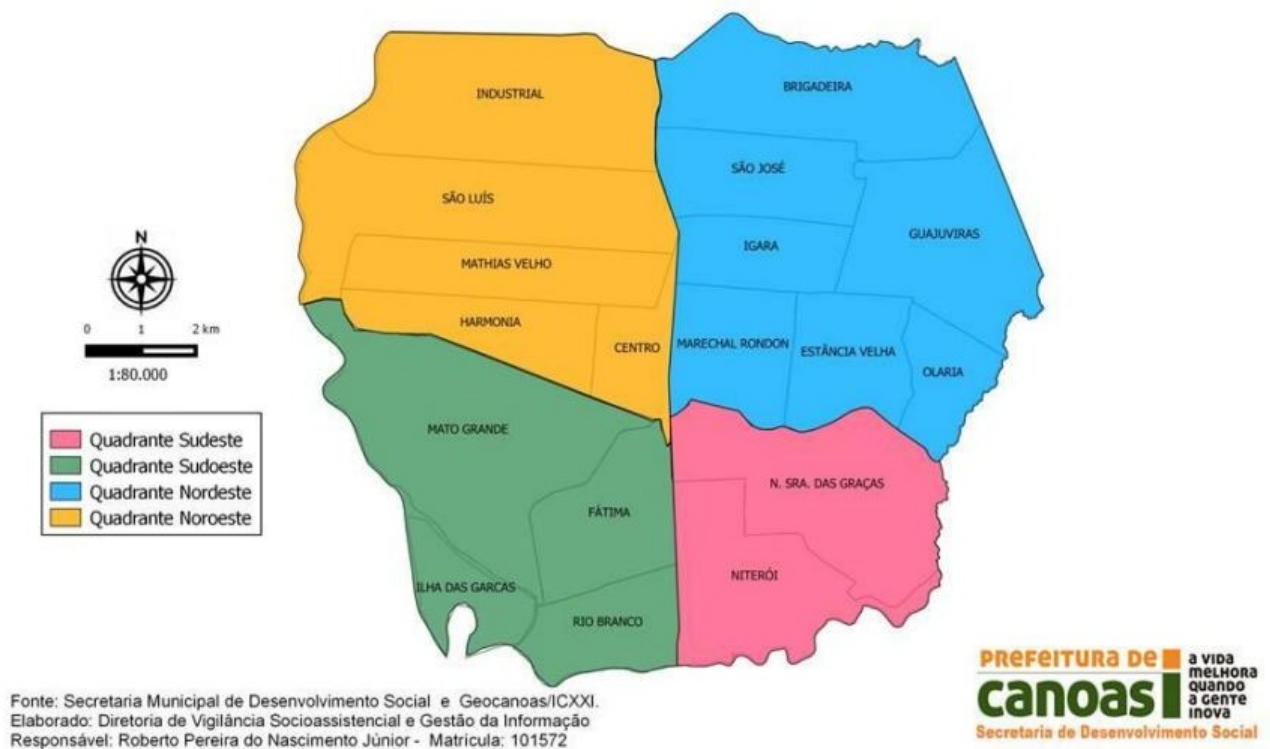 BRIGADEIRA
INDUSTRIAL
SÃO JOSÉ
SÃO LUÍS
GUAJUVIRAS
IGARA
N
MATHIAS VELHO
HARMONIA
0 1 2 km
MARECHAL RONDON
CENTRO
ESTÂNCIA VELHA
OLARIA
1:80.000
MATO GRANDE
Quadrante Sudeste
Quadrante Sudoeste
Quadrante Nordeste
Quadrante Noroeste
N. SRA. DAS GRAÇAS
FÁTIMA
NITERÓI
ILHA DAS GARÇAS
RIO BRANCO
PREFEITURA DE
CANOAS
A VIDA
MELHORA
QUANDO
A GENTE
INOVA
Secretaria de Desenvolvimento Social
Fonte: Secretaria Municipal de Desenvolvimento Social e Geocanoas/ICXXI.
Elaborado: Diretoria de Vigilância Socioassistencial e Gestão da Informação
Responsável: Roberto Pereira do Nascimento Júnior - Matrícula: 101572